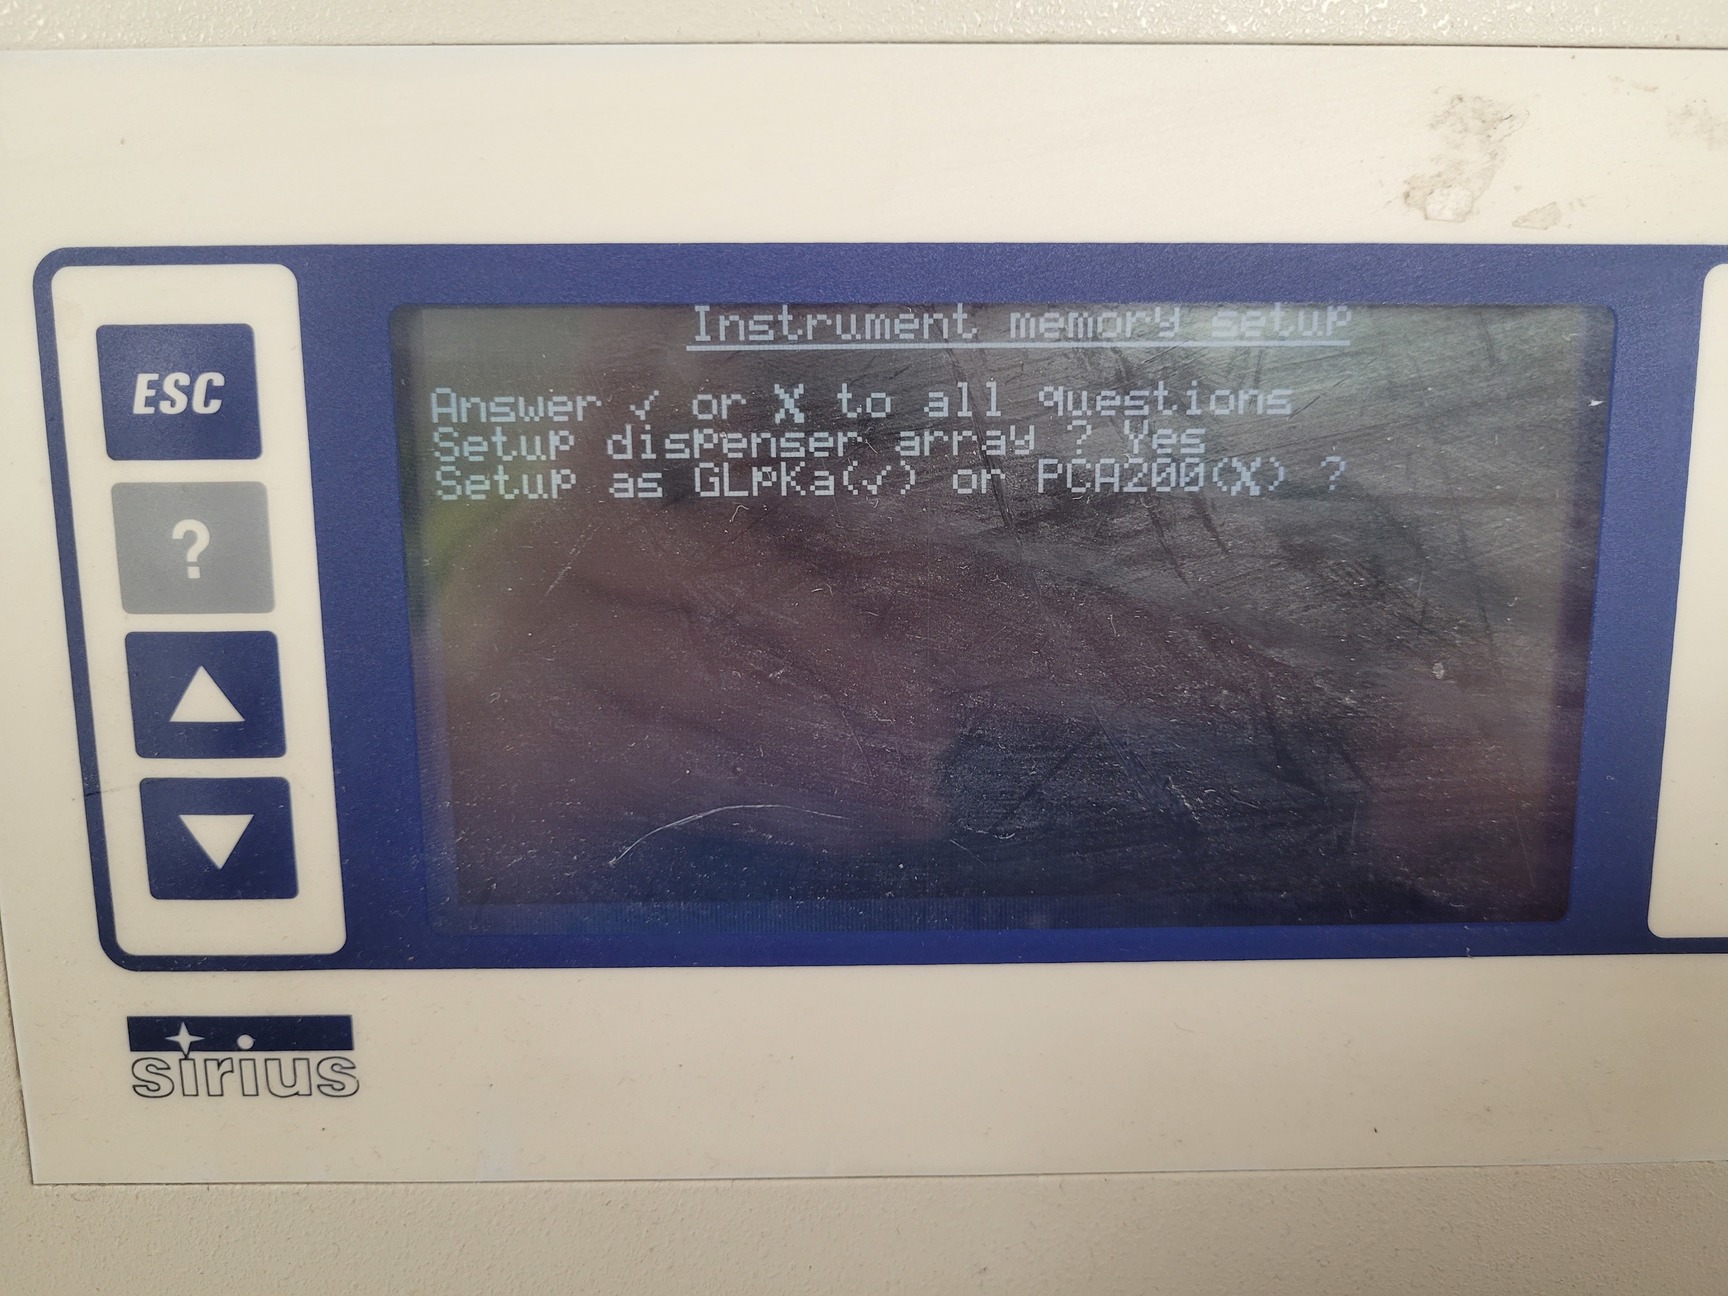 Instrument memory setup
Answer ✓ or X to all questions
Setup dispenser array ? Yes
Setup as GLpKa(✓) or PCA200(X) ?
ESC
?
sirius